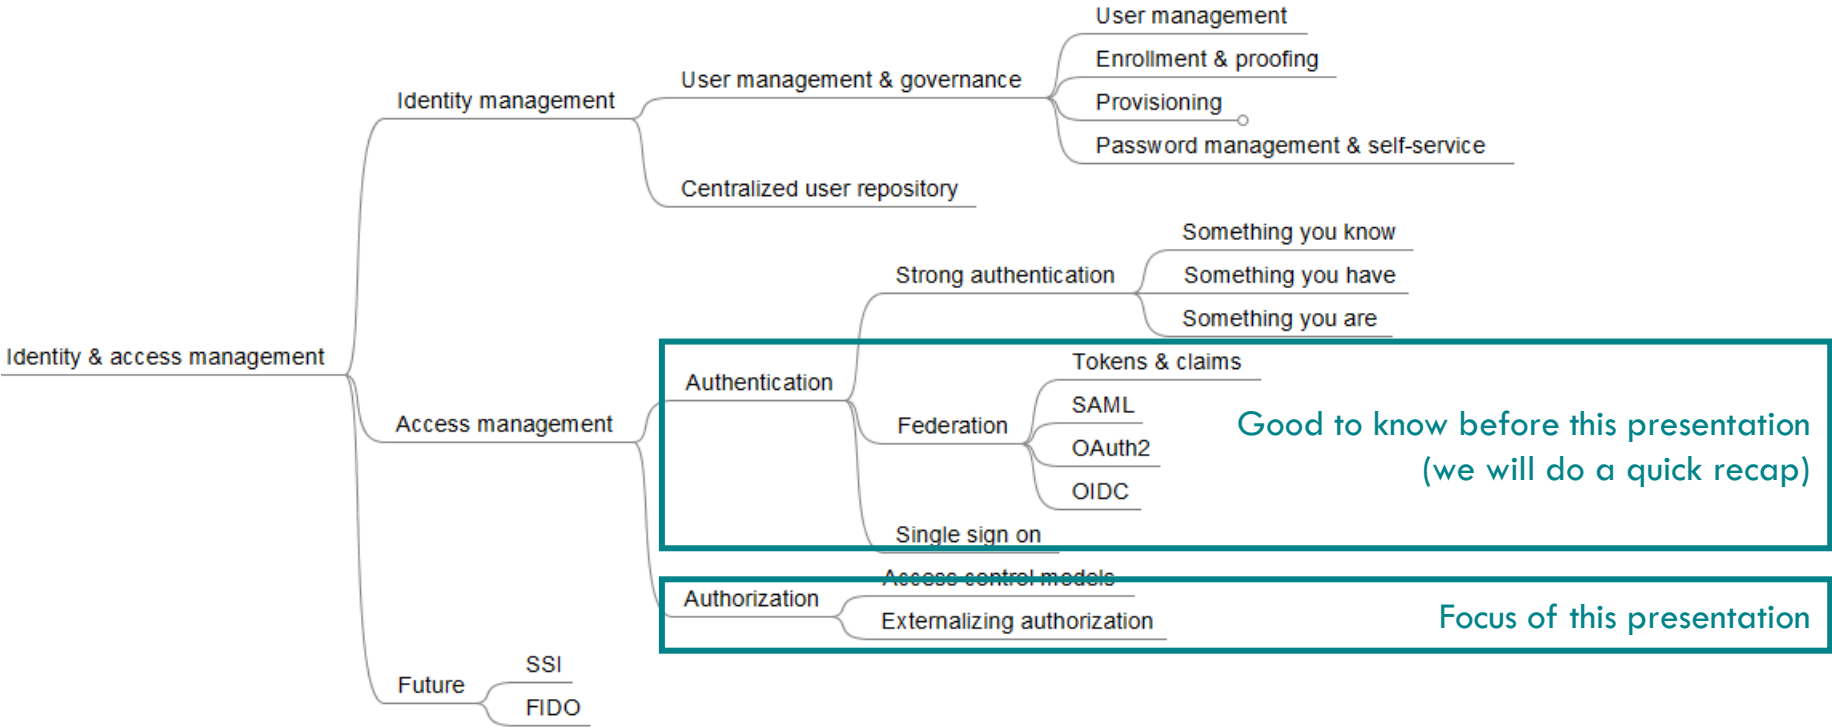 User management
Enrollment & proofing
User management & governance
Identity management
Provisioning
Password management & self-service
Centralized user repository
Something you know
Strong authentication
Something you have
Something you are
Identity & access management
Tokens & claims
Authentication
SAML
Access management
Federation
Good to know before this presentation
OAuth2
(we will do a quick recap)
OIDC
Single sign on
Access control models
Authorization
Externalizing authorization
Focus of this presentation
SSI
Future
FIDO